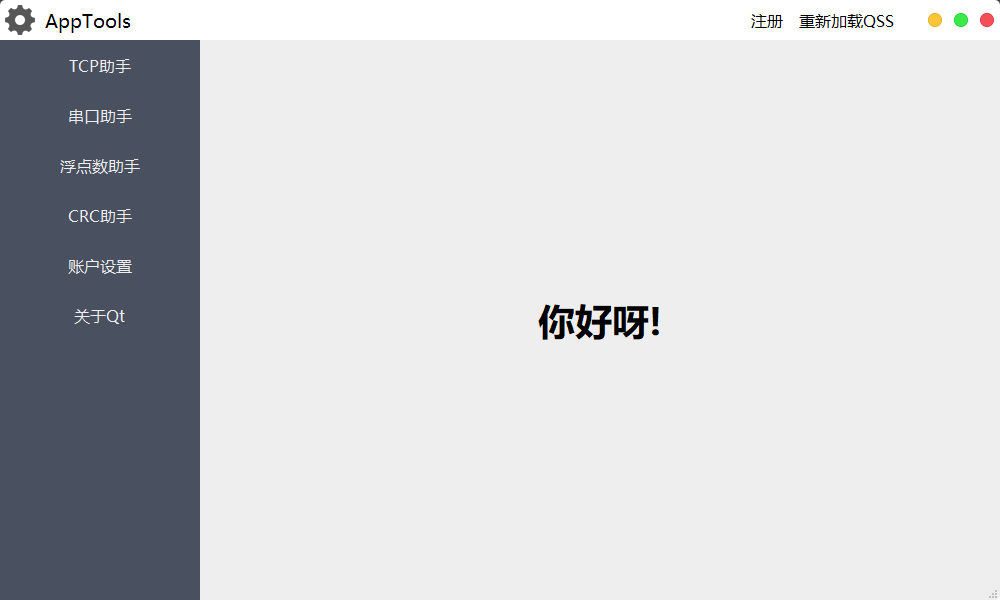 AppTools
注册 重新加载QSS
TCP助手
串口助手
浮点数助手
CRC助手
账户设置
关于Qt
你好呀!